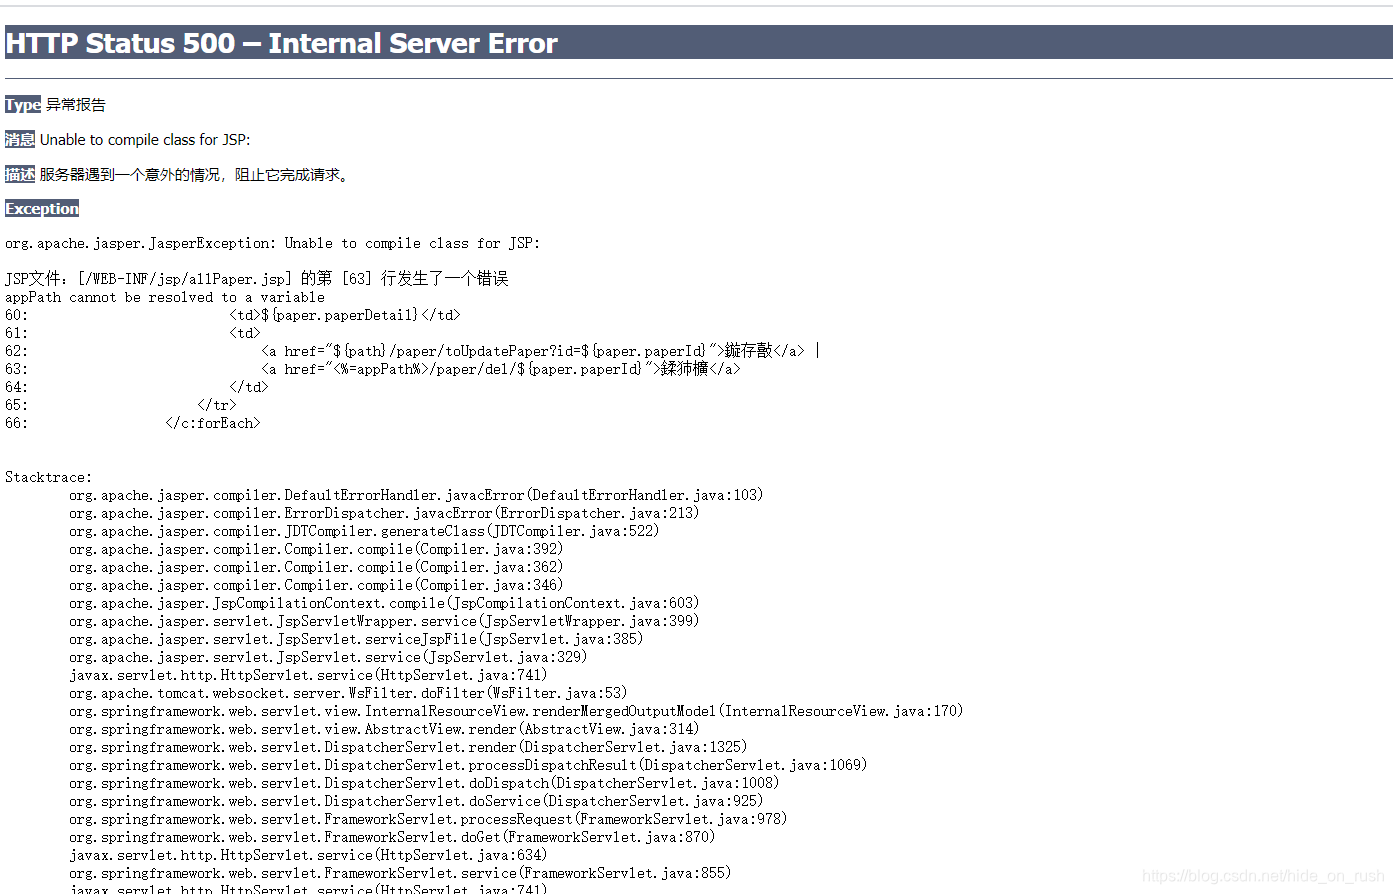 HTTP Status 500 – Internal Server Error
Type 异常报告
消息 Unable to compile class for JSP:
描述 服务器遇到一个意外的情况，阻止它完成请求。
Exception
org.apache.jasper.JasperException: Unable to compile class for JSP:
JSP文件：[/WEB-INF/jsp/allPaper.jsp] 的第 [63] 行发生了一个错误
appPath cannot be resolved to a variable
60: <td>${paper.paperDetail}</td>
61: <td>
62: <a href="${path}/paper/toUpdatePaper?id=${paper.paperId}">鏇存敼</a> |
63: <a href="<%=appPath%>/paper/del/${paper.paperId}">鍒犻櫎</a>
64: </td>
65: </tr>
66: </c:forEach>
Stacktrace:
org.apache.jasper.compiler.DefaultErrorHandler.javacError(DefaultErrorHandler.java:103)
org.apache.jasper.compiler.ErrorDispatcher.javacError(ErrorDispatcher.java:213)
org.apache.jasper.compiler.JDTCompiler.generateClass(JDTCompiler.java:522)
org.apache.jasper.compiler.Compiler.compile(Compiler.java:392)
org.apache.jasper.compiler.Compiler.compile(Compiler.java:362)
org.apache.jasper.compiler.Compiler.compile(Compiler.java:346)
org.apache.jasper.JspCompilationContext.compile(JspCompilationContext.java:603)
org.apache.jasper.servlet.JspServletWrapper.service(JspServletWrapper.java:399)
org.apache.jasper.servlet.JspServlet.serviceJspFile(JspServlet.java:385)
org.apache.jasper.servlet.JspServlet.service(JspServlet.java:329)
javax.servlet.http.HttpServlet.service(HttpServlet.java:741)
org.apache.tomcat.websocket.server.WsFilter.doFilter(WsFilter.java:53)
org.springframework.web.servlet.view.InternalResourceView.renderMergedOutputModel(InternalResourceView.java:170)
org.springframework.web.servlet.view.AbstractView.render(AbstractView.java:314)
org.springframework.web.servlet.DispatcherServlet.render(DispatcherServlet.java:1325)
org.springframework.web.servlet.DispatcherServlet.processDispatchResult(DispatcherServlet.java:1069)
org.springframework.web.servlet.DispatcherServlet.doDispatch(DispatcherServlet.java:1008)
org.springframework.web.servlet.DispatcherServlet.doService(DispatcherServlet.java:925)
org.springframework.web.servlet.FrameworkServlet.processRequest(FrameworkServlet.java:978)
org.springframework.web.servlet.FrameworkServlet.doGet(FrameworkServlet.java:870)
javax.servlet.http.HttpServlet.service(HttpServlet.java:634)
org.springframework.web.servlet.FrameworkServlet.service(FrameworkServlet.java:855)
javax.servlet.http.HttpServlet.service(HttpServlet.java:741)
https://blog.csdn.net/hide_on_rush